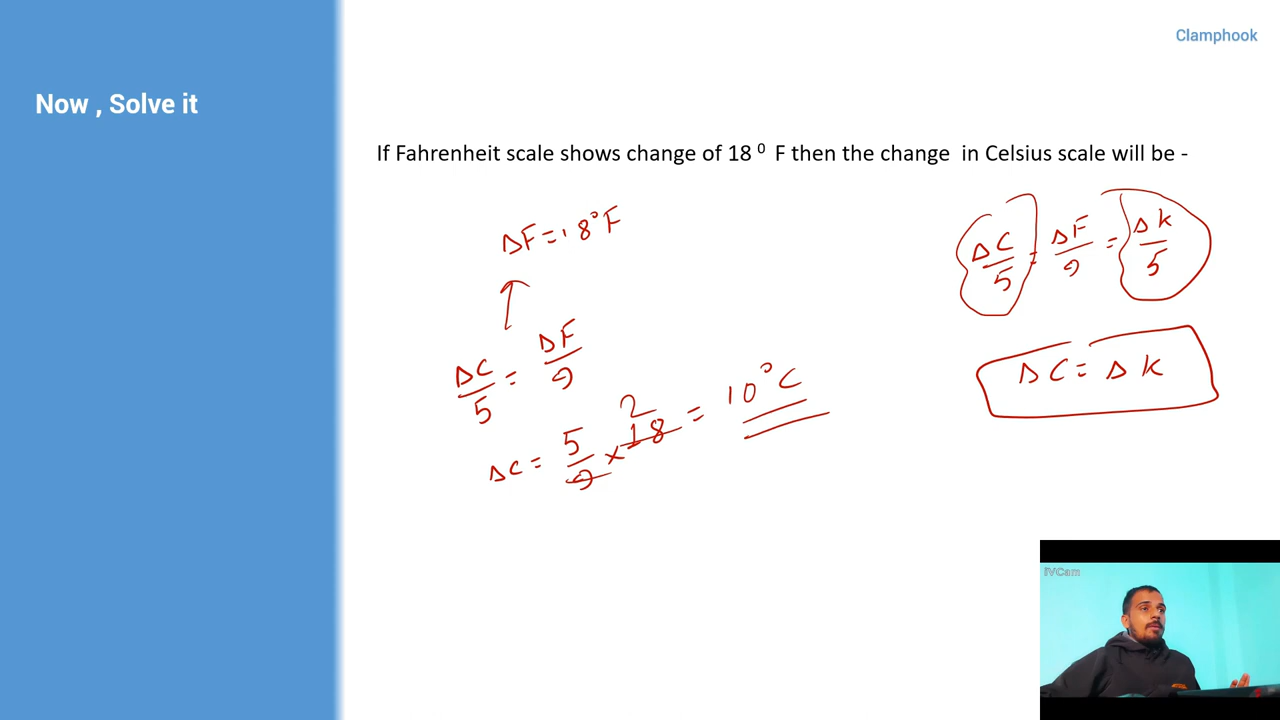 Clamphook
Now , Solve it
If Fahrenheit scale shows change of 18 ⁰ F then the change in Celsius scale will be -
ΔF = 18°F
ΔC/5 = ΔF/9
ΔC = 5/9 × 18 = 10°C
2
ΔC/5 = ΔF/9 = ΔK/5
ΔC = ΔK
iVCam